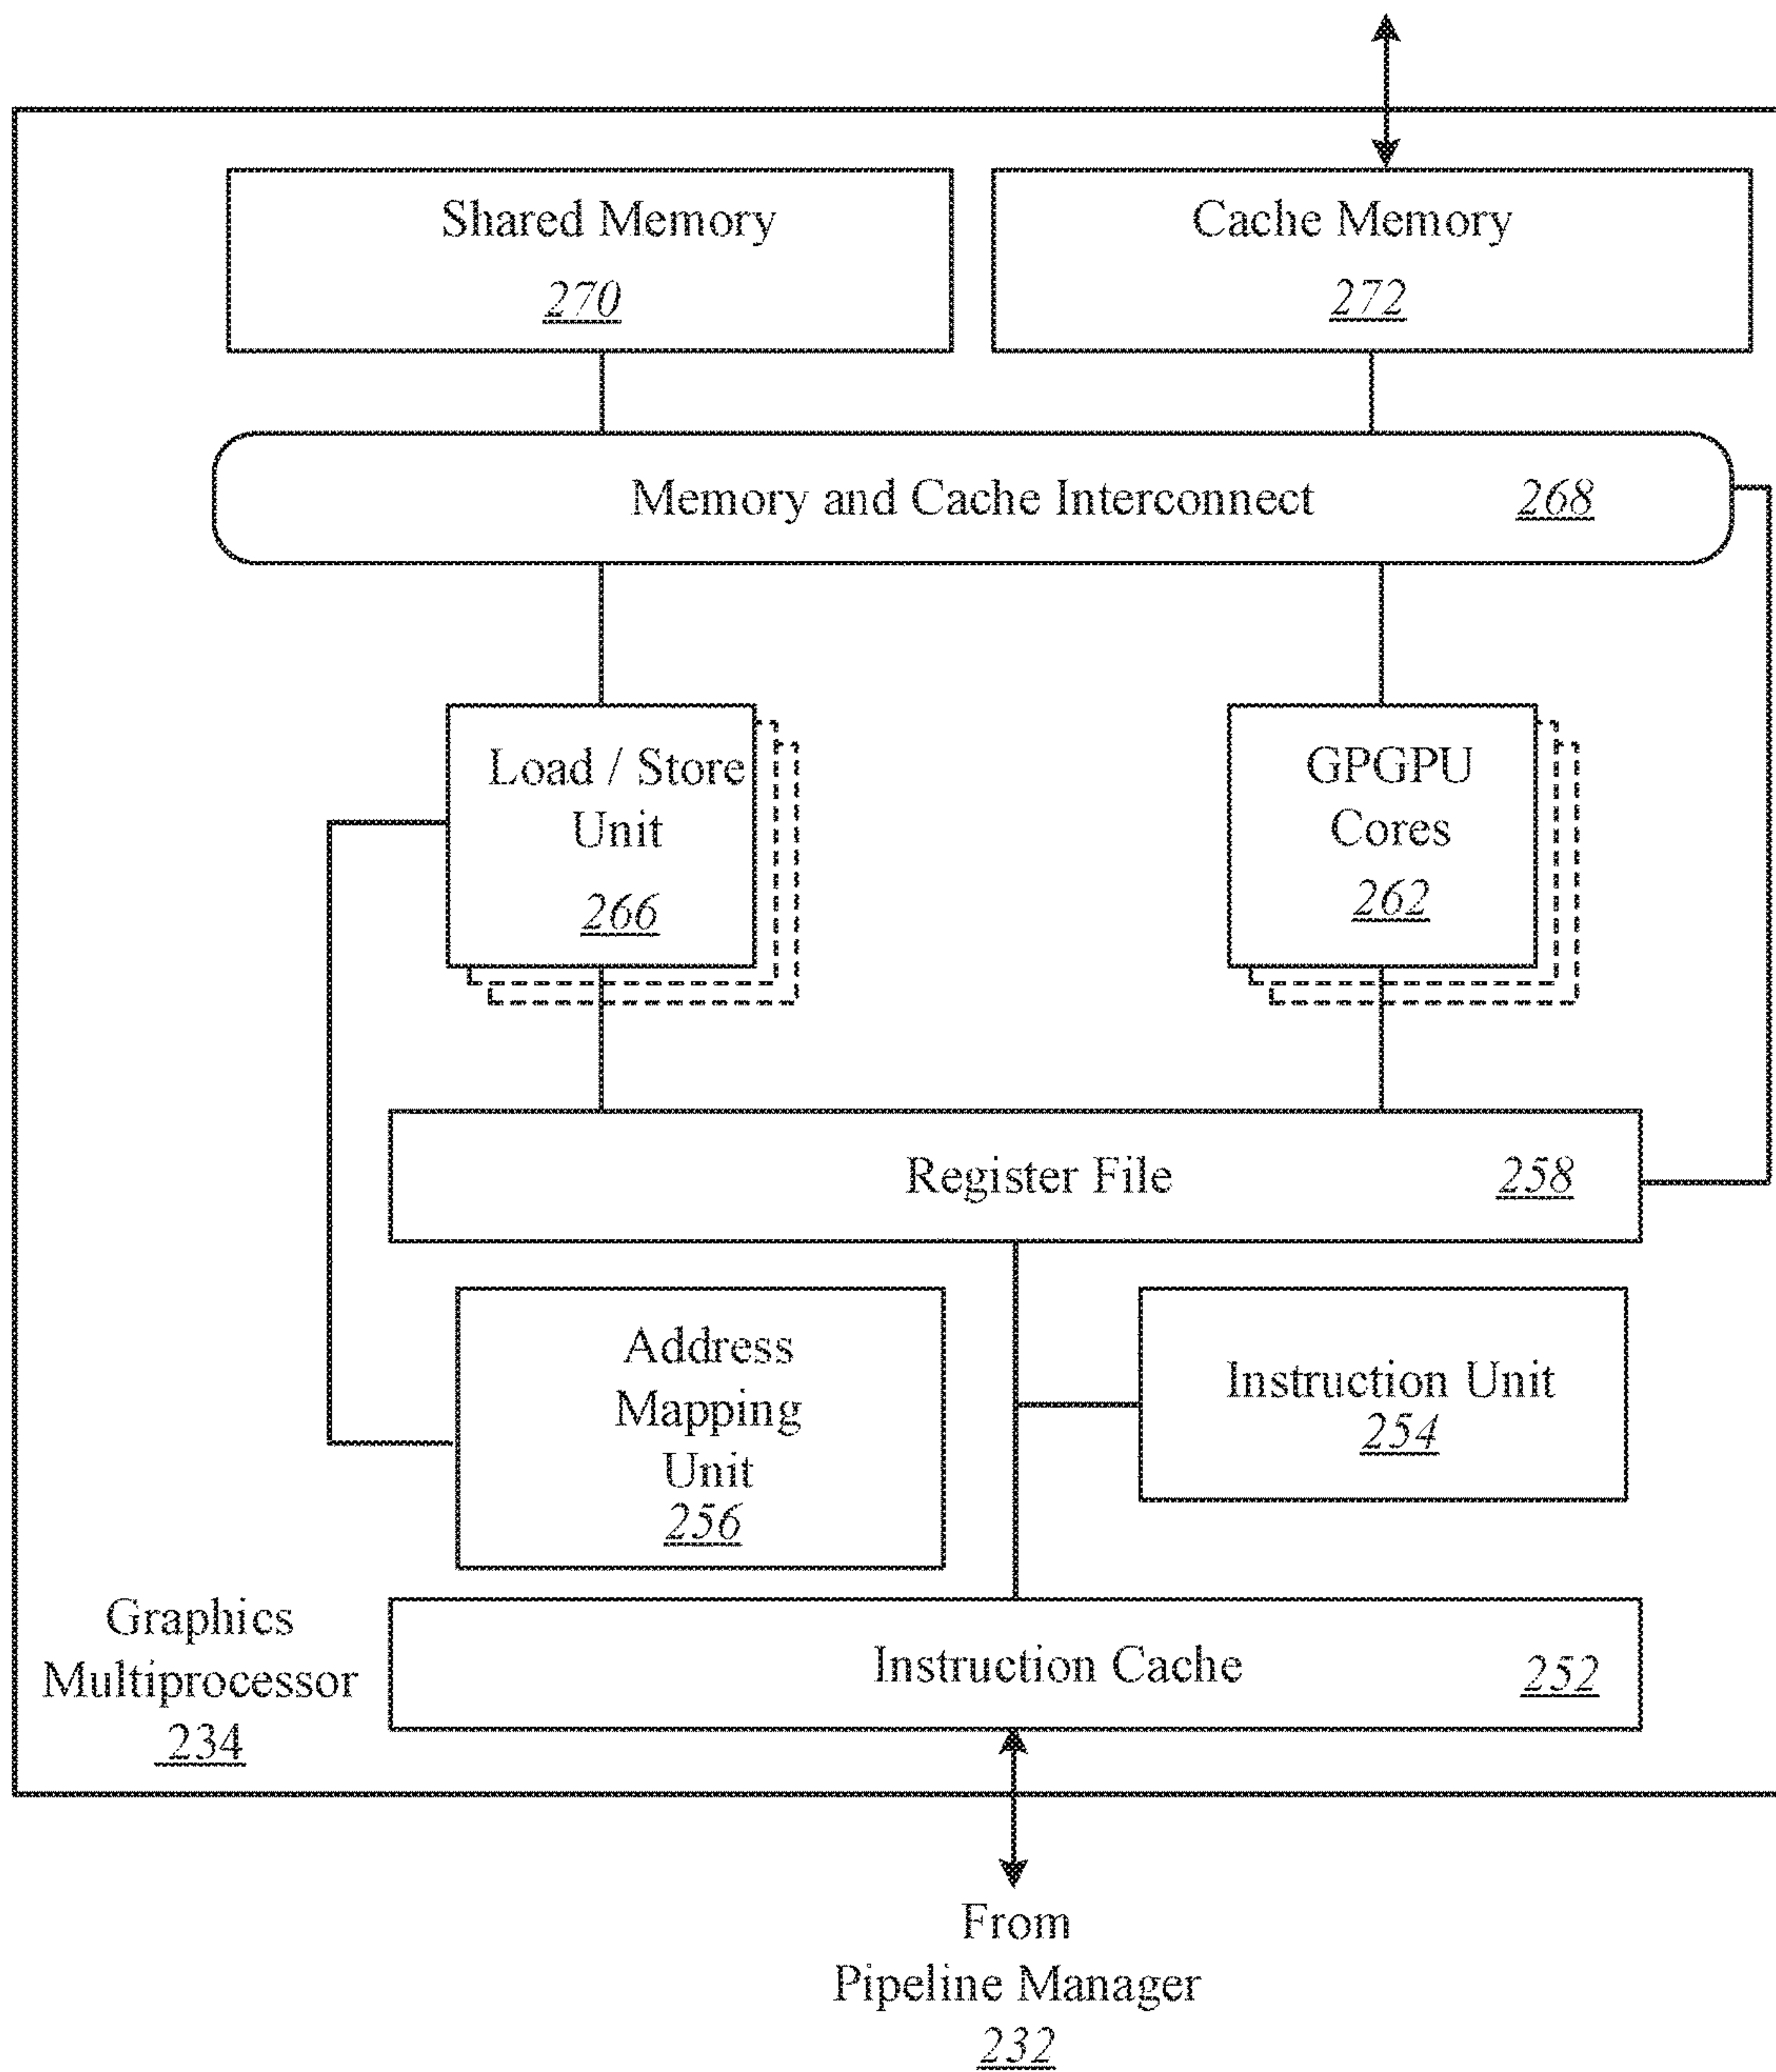 Shared Memory
270
Cache Memory
272
Memory and Cache Interconnect 268
Load / Store
Unit
266
GPGPU
Cores
262
Register File 258
Address
Mapping
Unit
256
Instruction Unit
254
Graphics
Multiprocessor
234
Instruction Cache 252
From
Pipeline Manager
232